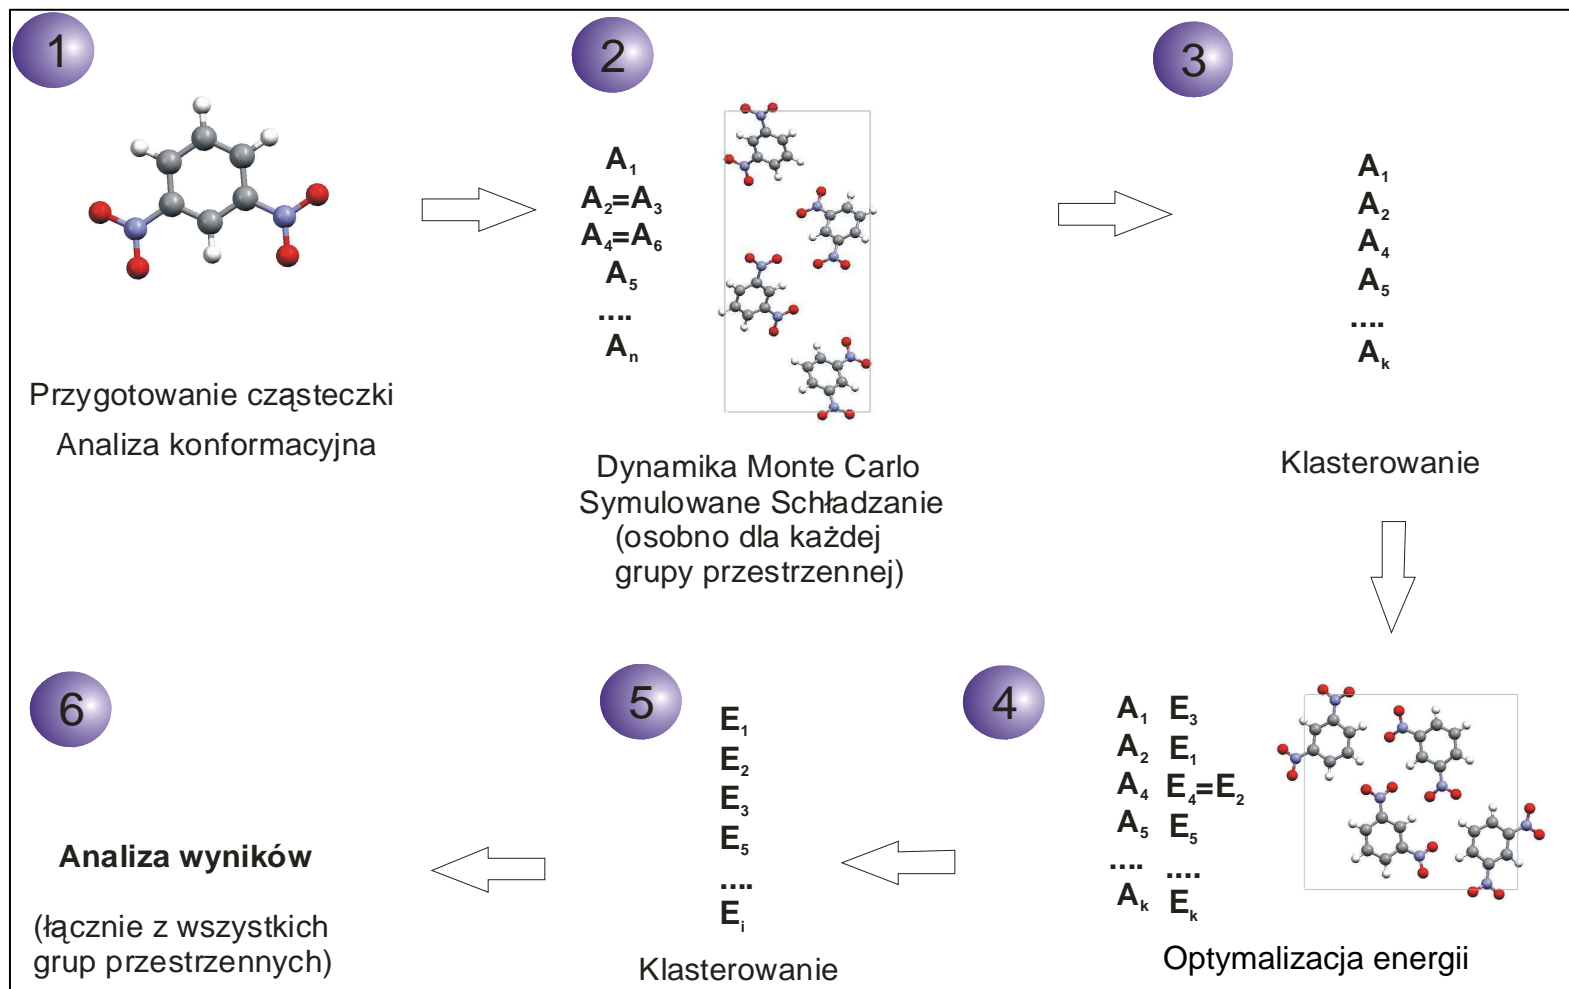 1
Przygotowanie cząsteczki
Analiza konformacyjna
2
A₁
A₂=A₃
A₄=A₆
A₅
....
Aₙ
Dynamika Monte Carlo
Symulowane Schładzanie
(osobno dla każdej
grupy przestrzennej)
3
A₁
A₂
A₄
A₅
....
Aₖ
Klasterowanie
4
A₁ E₃
A₂ E₁
A₄ E₄=E₂
A₅ E₅
.... ....
Aₖ Eₖ
Optymalizacja energii
5
E₁
E₂
E₃
E₅
....
Eᵢ
Klasterowanie
6
Analiza wyników
(łącznie z wszystkich
grup przestrzennych)